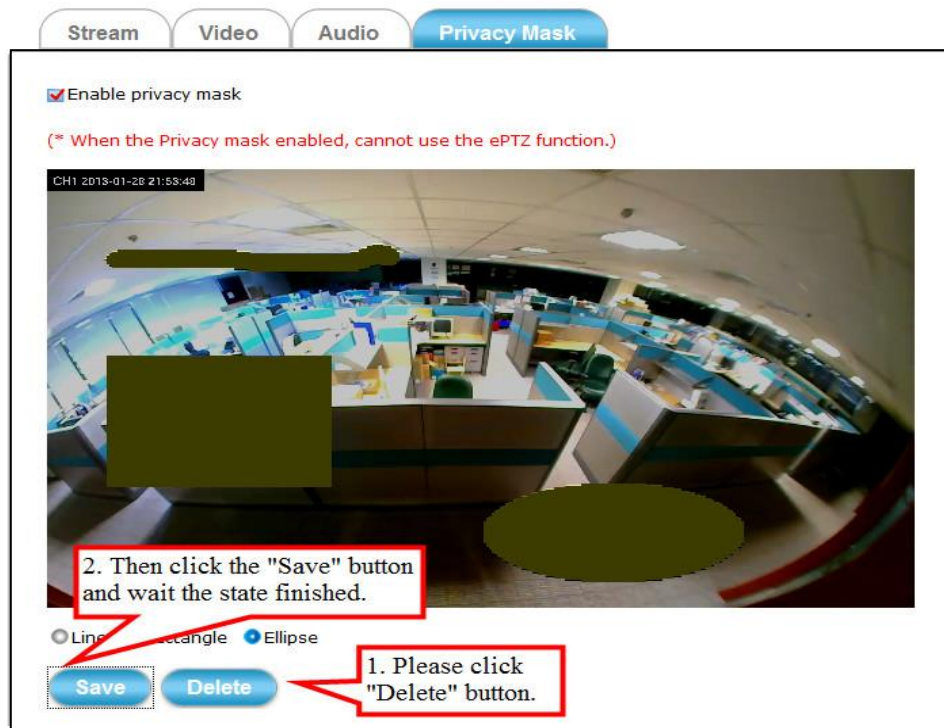 Stream Video Audio Privacy Mask
Enable privacy mask
(* When the Privacy mask enabled, cannot use the ePTZ function.)
CH1 2013-01-28 21:53:48
2. Then click the "Save" button
and wait the state finished.
Line ctangle Ellipse
1. Please click
"Delete" button.
Save Delete